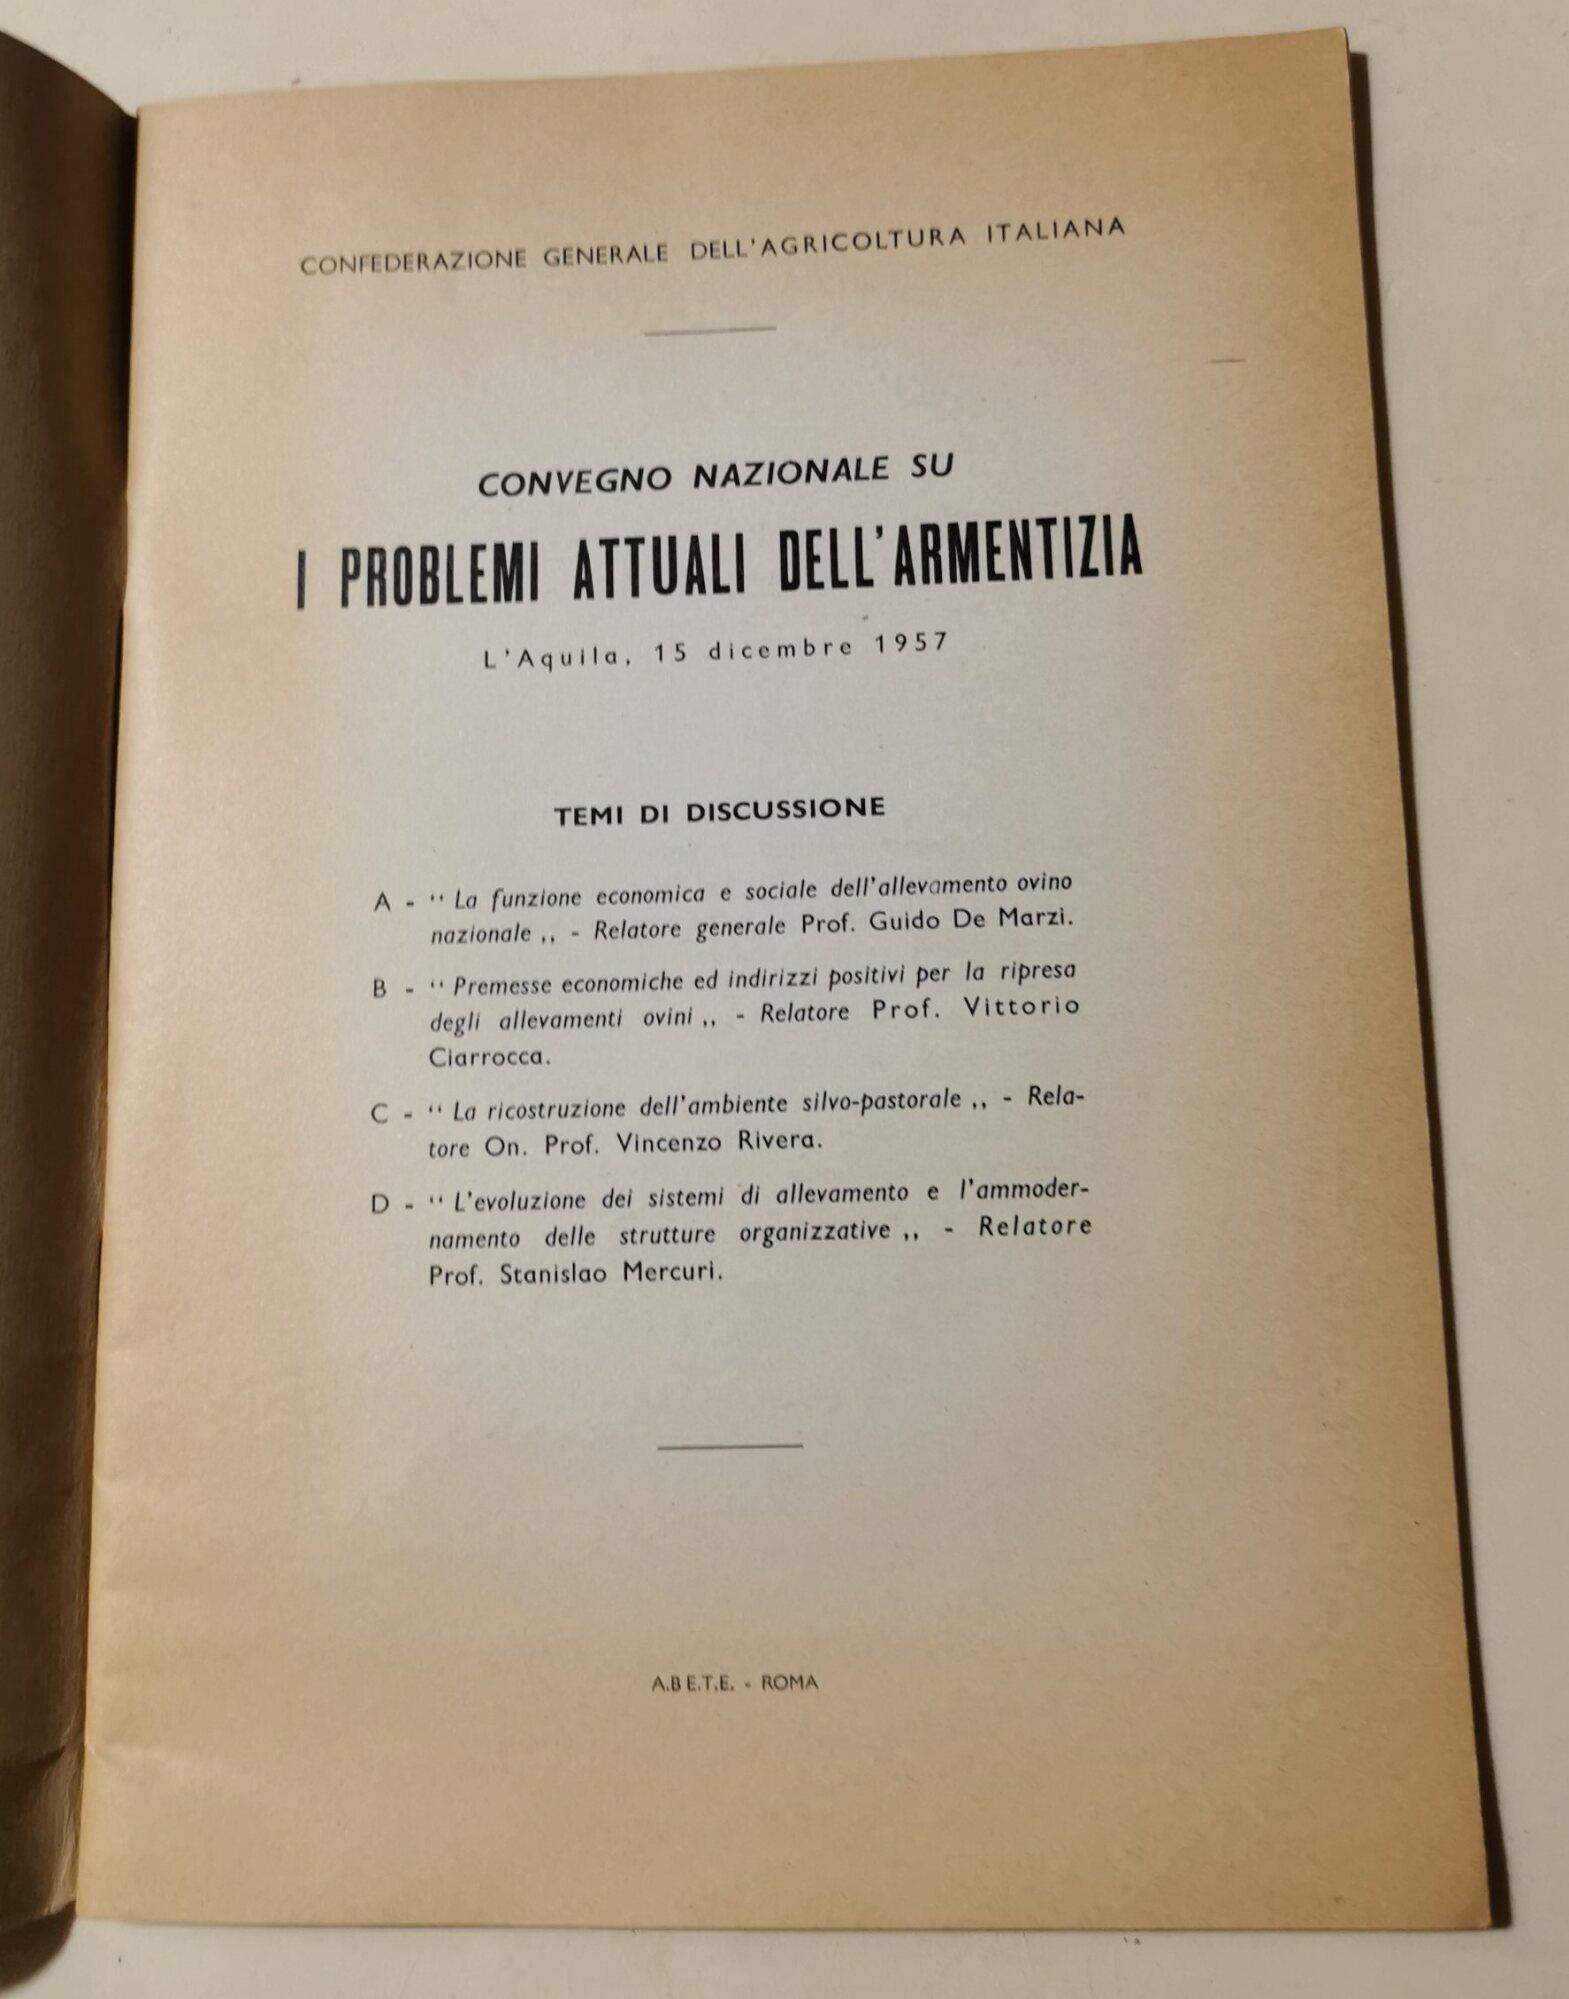 CONFEDERAZIONE GENERALE DELL'AGRICOLTURA ITALIANA
CONVEGNO NAZIONALE SU
I PROBLEMI ATTUALI DELL'ARMENTIZIA
L'Aquila, 15 dicembre 1957
TEMI DI DISCUSSIONE
A - “ La funzione economica e sociale dell'allevamento ovino
nazionale ,, - Relatore generale Prof. Guido De Marzi.
B - “ Premesse economiche ed indirizzi positivi per la ripresa
degli allevamenti ovini ,, - Relatore Prof. Vittorio
Ciarrocca.
C - “ La ricostruzione dell'ambiente silvo-pastorale ,, - Rela-
tore On. Prof. Vincenzo Rivera.
D - “ L'evoluzione dei sistemi di allevamento e l'ammoder-
namento delle strutture organizzative ,, - Relatore
Prof. Stanislao Mercuri.
A.B E.T.E. - ROMA